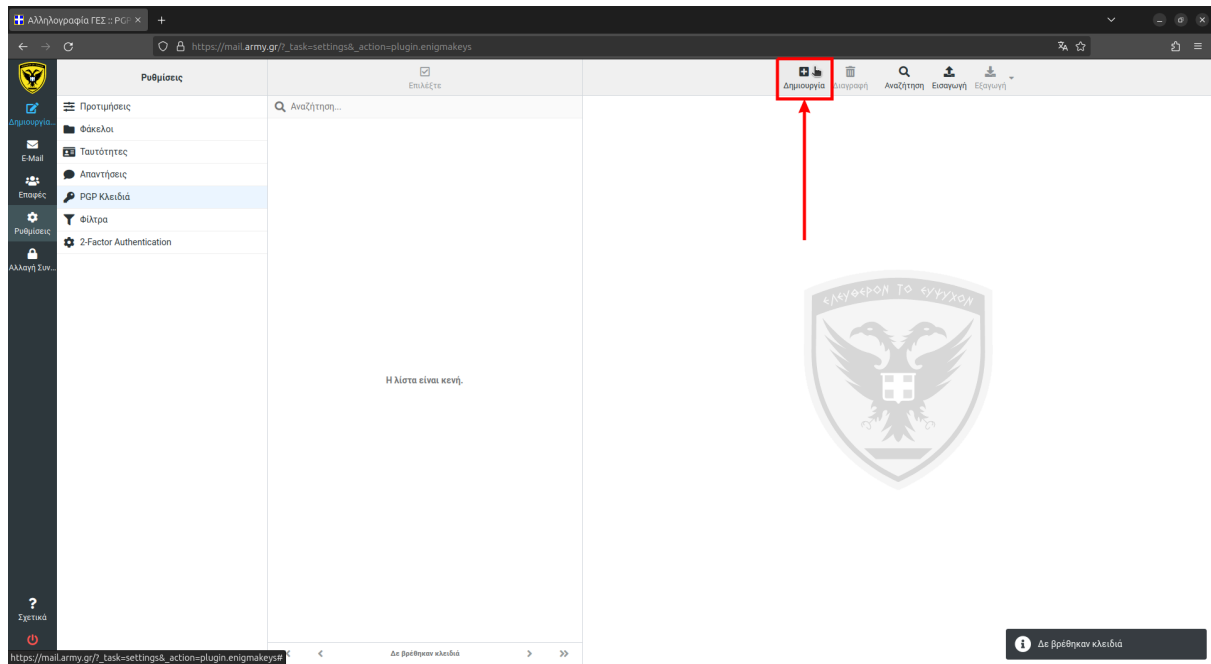 Αλληλογραφία ΓΕΣ :: PGP
https://mail.army.gr/?_task=settings&_action=plugin.enigmakeys
Ρυθμίσεις
Επιλέξτε
Δημιουργία
Διαγραφή
Αναζήτηση
Εισαγωγή
Εξαγωγή
Δημιουργία...
E-Mail
Επαφές
Ρυθμίσεις
Αλλαγή Συν...
Προτιμήσεις
Φάκελοι
Ταυτότητες
Απαντήσεις
PGP Κλειδιά
Φίλτρα
2-Factor Authentication
Αναζήτηση...
Η λίστα είναι κενή.
ΕΛΕΥΘΕΡΟΝ ΤΟ ΕΥΨΥΧΟΝ
Σχετικά
https://mail.army.gr/?_task=settings&_action=plugin.enigmakeys#
Δε βρέθηκαν κλειδιά
Δε βρέθηκαν κλειδιά